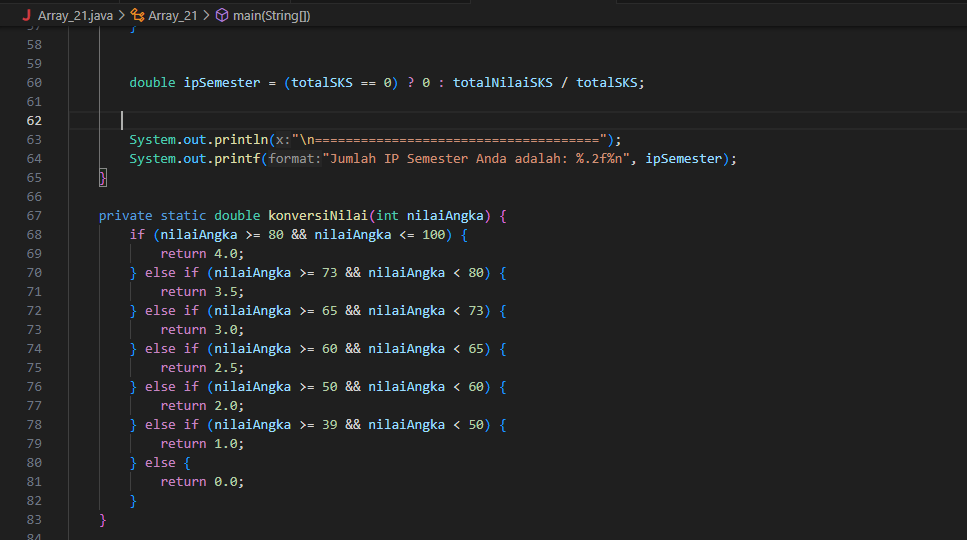 Array_21.java > Array_21 > main(String[])
57 }
58
59
60 double ipSemester = (totalSKS == 0) ? 0 : totalNilaiSKS / totalSKS;
61
62
63 System.out.println(x:"\n=====================================");
64 System.out.printf(format:"Jumlah IP Semester Anda adalah: %.2f%n", ipSemester);
65 }
66
67 private static double konversiNilai(int nilaiAngka) {
68 if (nilaiAngka >= 80 && nilaiAngka <= 100) {
69 return 4.0;
70 } else if (nilaiAngka >= 73 && nilaiAngka < 80) {
71 return 3.5;
72 } else if (nilaiAngka >= 65 && nilaiAngka < 73) {
73 return 3.0;
74 } else if (nilaiAngka >= 60 && nilaiAngka < 65) {
75 return 2.5;
76 } else if (nilaiAngka >= 50 && nilaiAngka < 60) {
77 return 2.0;
78 } else if (nilaiAngka >= 39 && nilaiAngka < 50) {
79 return 1.0;
80 } else {
81 return 0.0;
82 }
83 }
84